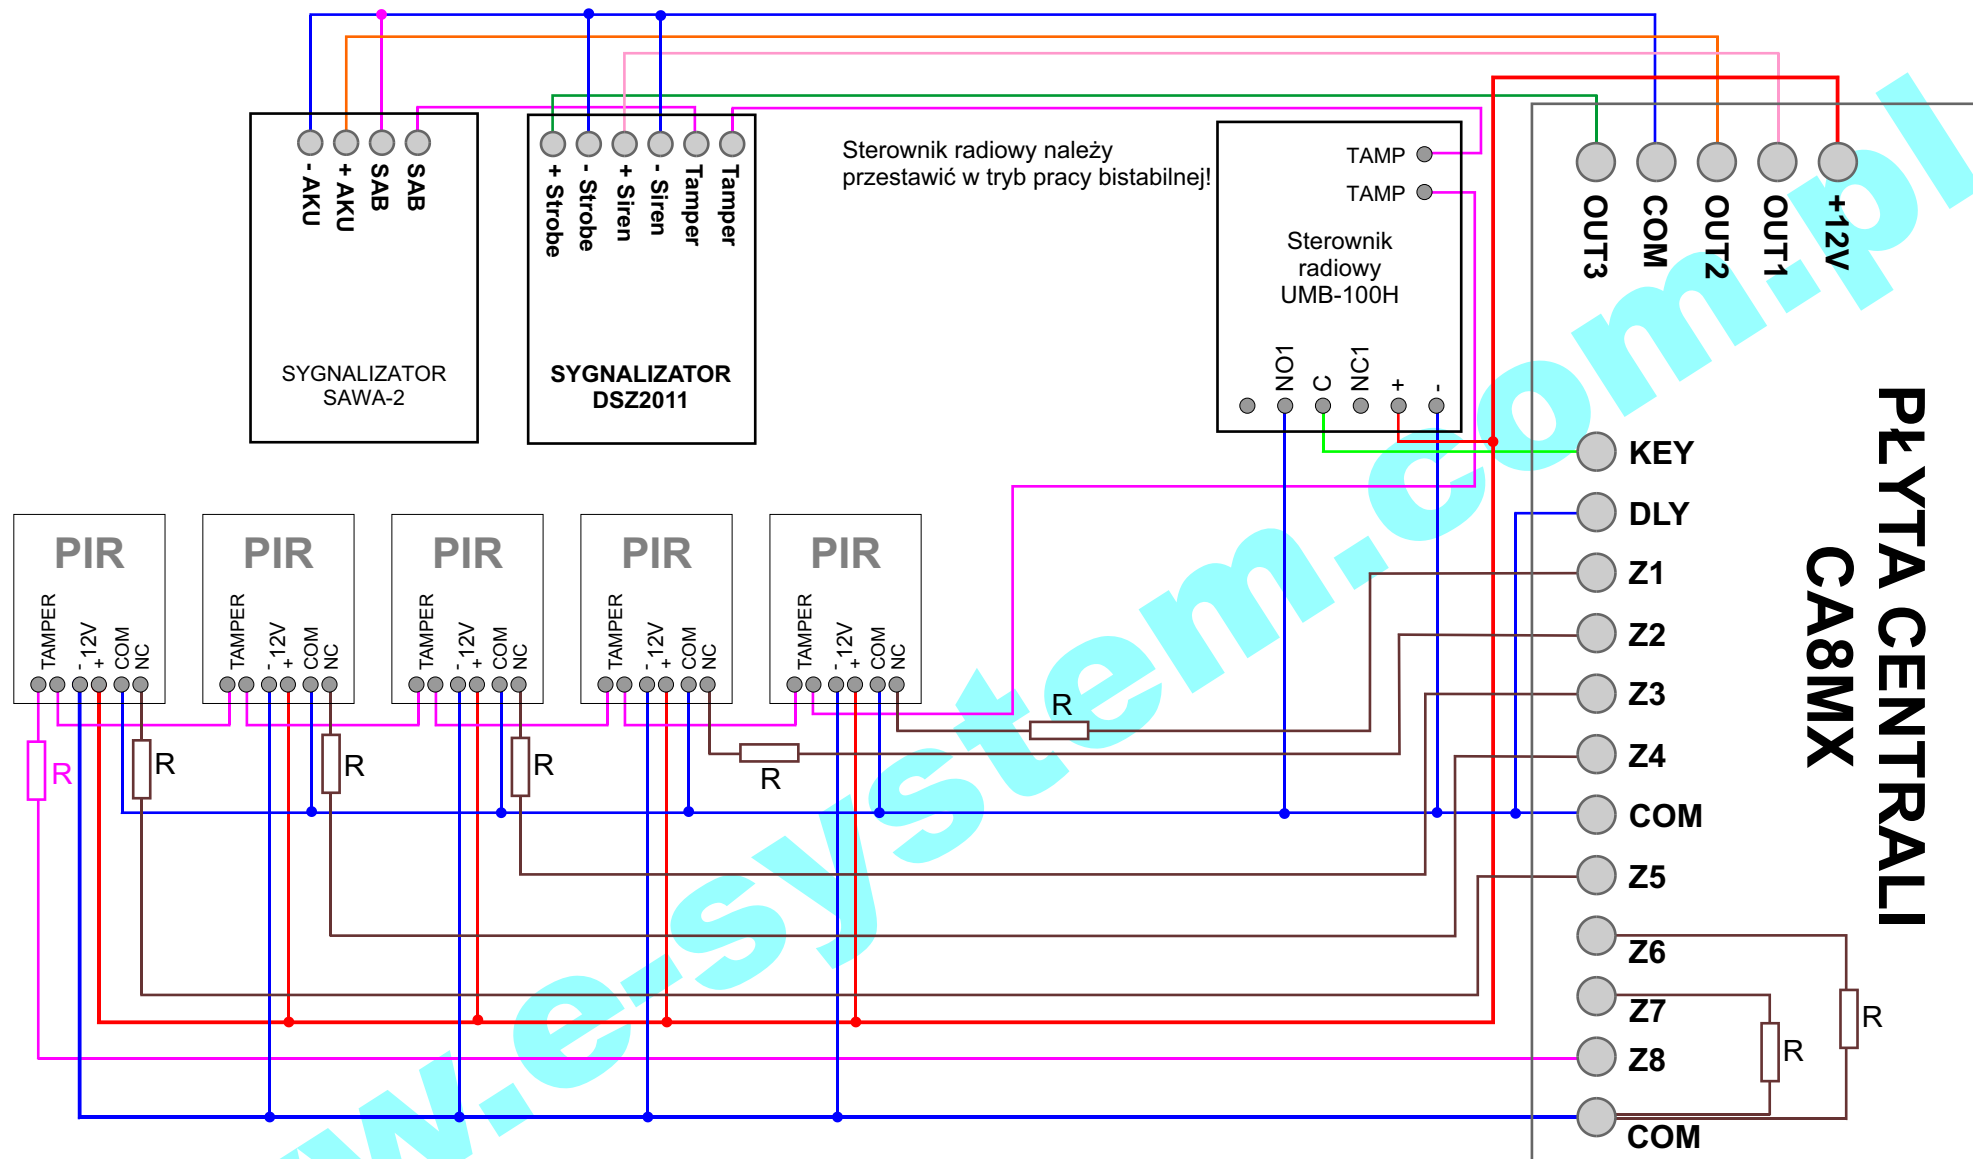 - AKU
+ AKU
SAB
SAB
SYGNALIZATOR
SAWA-2
+ Strobe
- Strobe
+ Siren
- Siren
Tamper
Tamper
SYGNALIZATOR
DSZ2011
Sterownik radiowy należy
przestawić w tryb pracy bistabilnej!
TAMP
TAMP
Sterownik
radiowy
UMB-100H
NO1
C
NC1
+
-
OUT3
COM
OUT2
OUT1
+12V
PŁYTA CENTRALI
CA8MX
KEY
DLY
Z1
Z2
Z3
Z4
COM
Z5
Z6
Z7
Z8
COM
PIR
TAMPER
- 12V +
COM
NC
PIR
TAMPER
- 12V +
COM
NC
PIR
TAMPER
- 12V +
COM
NC
PIR
TAMPER
- 12V +
COM
NC
PIR
TAMPER
- 12V +
COM
NC
R
R
R
R
R
R
R
R
w.e-system.com.pl